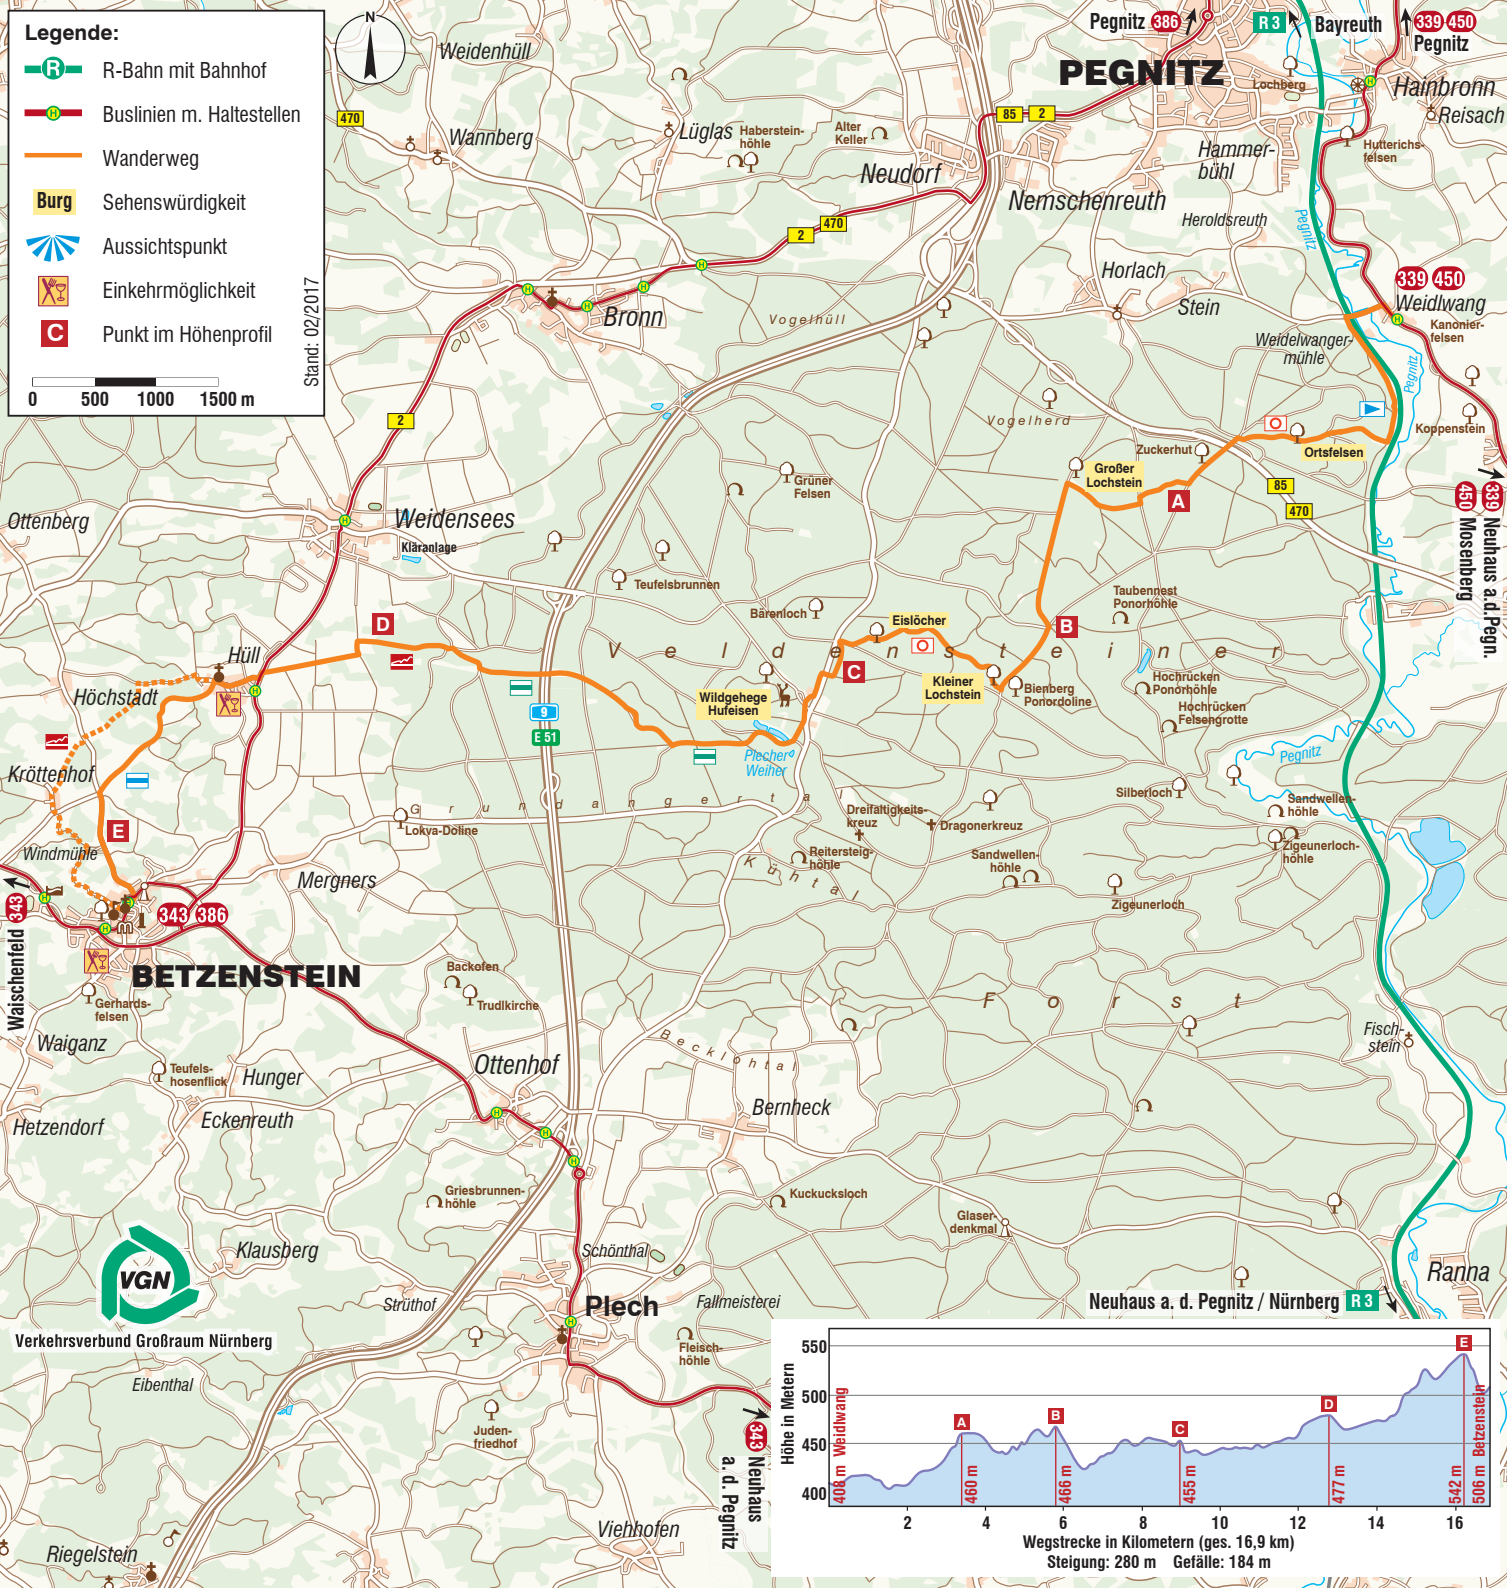 Legende:
R
R-Bahn mit Bahnhof
H
Buslinien m. Haltestellen
Wanderweg
Burg
Sehenswürdigkeit
Aussichtspunkt
Einkehrmöglichkeit
C
Punkt im Höhenprofil
0 500 1000 1500 m
Stand: 02/2017
N
Weidenhüll
470
Wannberg
Lüglas
Haberstein-
höhle
Alter
Keller
Neudorf
Pegnitz 386
PEGNITZ
R 3
Bayreuth
339 450
Pegnitz
Lochberg
Hainbronn
Reisach
Hutterichs-
felsen
85 2
Hammer-
bühl
Nemschenreuth
Heroldsreuth
Pegnitz
2 470
Horlach
Stein
339 450
Weidlwang
Kanonier-
felsen
Weidelwanger-
mühle
Pegnitz
Bronn
Vogelhüll
Vogelherd
Koppenstein
2
Zuckerhut
Ortsfelsen
Großer
Lochstein
A
85
470
Grüner
Felsen
339 Neuhaus a.d.Pegn.
450 Mosenberg
Ottenberg
Weidensees
Kläranlage
Teufelsbrunnen
Bärenloch
Eislöcher
Taubennest
Ponorhöhle
B
D
Veldensteiner
Hüll
C
Kleiner
Lochstein
Bienberg
Ponordoline
Hochrücken
Ponorhöhle
Hochrücken
Felsengrotte
Höchstadt
Wildgehege
Hufeisen
9
E 51
Plecher
Weiher
Pegnitz
Kröttenhof
Grundangertal
Lokva-Doline
Silberloch
Sandwellen-
höhle
Dreifaltigkeits-
kreuz
Dragonerkreuz
E
Windmühle
Reitersteig-
höhle
Sandwellen-
höhle
Zigeunerloch-
höhle
Kühtal
Mergners
Zigeunerloch
343 386
343
Waischenfeld
BETZENSTEIN
Gerhards-
felsen
Backofen
Trudlkirche
Forst
Waiganz
Fisch-
stein
Becklohtal
Teufels-
hosenflick
Hunger
Ottenhof
Eckenreuth
Hetzendorf
Bernheck
Griesbrunnen-
höhle
Kuckucksloch
Glaser-
denkmal
Klausberg
Schönthal
Ranna
VGN
Verkehrsverbund Großraum Nürnberg
Strüthof
Plech
Fallmeisterei
Neuhaus a. d. Pegnitz / Nürnberg R 3
Fleisch-
höhle
Eibenthal
Juden-
friedhof
343 Neuhaus
a. d. Pegnitz
Viehhofen
Riegelstein
Höhe in Metern
550
500
450
400
408 m Weidlwang
A
460 m
B
466 m
C
455 m
D
477 m
E
542 m
506 m Betzenstein
2 4 6 8 10 12 14 16
Wegstrecke in Kilometern (ges. 16,9 km)
Steigung: 280 m Gefälle: 184 m